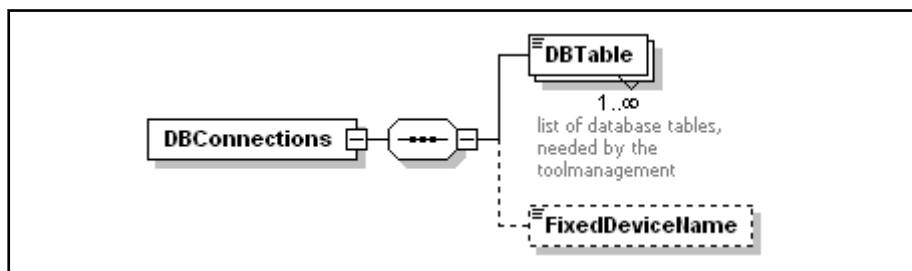 DBTable
1..∞
list of database tables,
needed by the
toolmanagement
DBConnections
FixedDeviceName